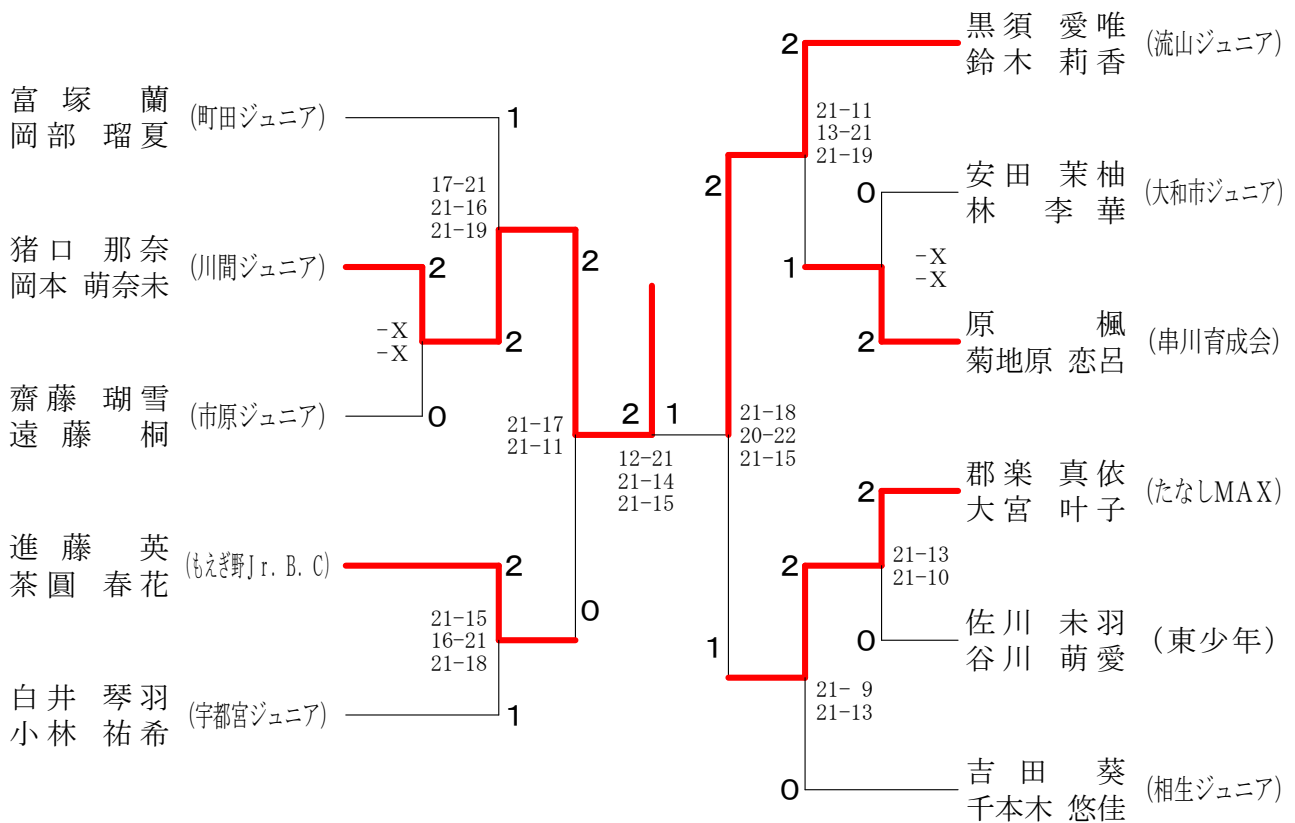 富塚 蘭
岡部 瑠夏
(町田ジュニア)
1
17-21
21-16
21-19
猪口 那奈
岡本 萌奈未
(川間ジュニア)
2
2
-X
-X
2
齋藤 瑚雪
遠藤 桐
(市原ジュニア)
0
21-17
21-11
2
1
12-21
21-14
21-15
進藤 英
茶圓 春花
(もえぎ野Jr.B.C)
2
0
21-15
16-21
21-18
白井 琴羽
小林 祐希
(宇都宮ジュニア)
1
2
黒須 愛唯
鈴木 莉香
(流山ジュニア)
21-11
13-21
21-19
2
0
安田 茉柚
林 李華
(大和市ジュニア)
1
-X
-X
2
原 楓
菊地原 恋呂
(串川育成会)
21-18
20-22
21-15
2
郡楽 真依
大宮 叶子
(たなしMAX)
2
21-13
21-10
1
0
佐川 未羽
谷川 萌愛
(東少年)
21- 9
21-13
0
吉田 葵
千本木 悠佳
(相生ジュニア)